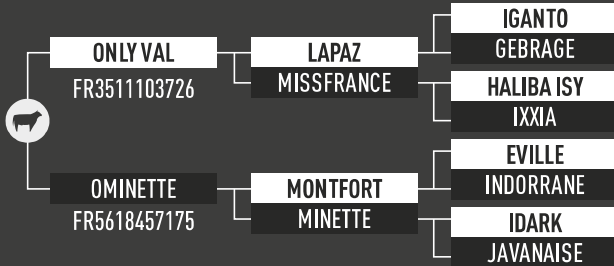 ONLY VAL
FR3511103726
OMINETTE
FR5618457175
LAPAZ
MISSFRANCE
MONTFORT
MINETTE
IGANTO
GEBRAGE
HALIBA ISY
IXXIA
EVILLE
INDORRANE
IDARK
JAVANAISE